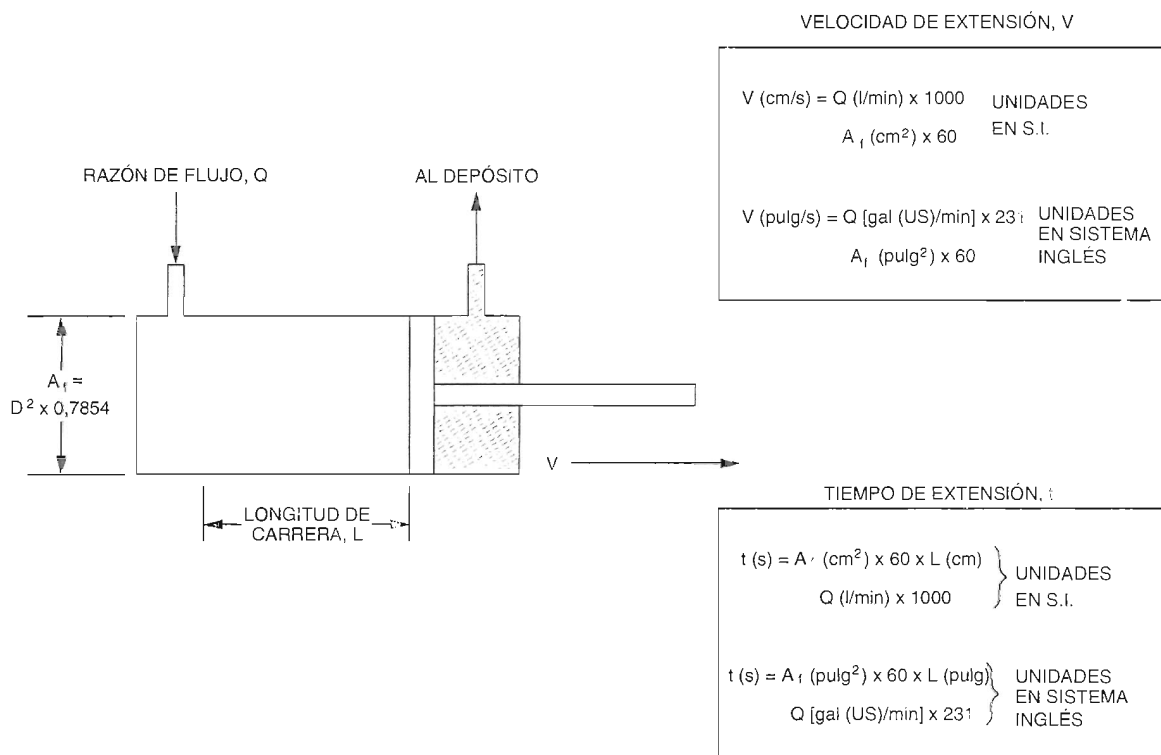 VELOCIDAD DE EXTENSIÓN, V
V (cm/s) = Q (l/min) x 1000
A f (cm²) x 60
UNIDADES
EN S.I.
V (pulg/s) = Q [gal (US)/min] x 231
A f (pulg²) x 60
UNIDADES
EN SISTEMA
INGLÉS
RAZÓN DE FLUJO, Q
AL DEPÓSITO
A f =
D² x 0,7854
V
LONGITUD DE
CARRERA, L
TIEMPO DE EXTENSIÓN, t
t (s) = A f (cm²) x 60 x L (cm)
Q (l/min) x 1000
UNIDADES
EN S.I.
t (s) = A f (pulg²) x 60 x L (pulg)
Q [gal (US)/min] x 231
UNIDADES
EN SISTEMA
INGLÉS